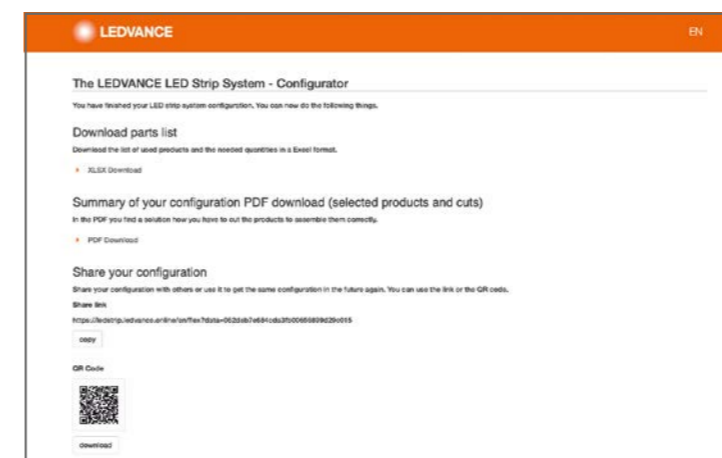 LEDVANCE
EN
The LEDVANCE LED Strip System - Configurator
You have finished your LED strip system configuration. You can now do the following things.
Download parts list
Download the list of used products and the needed quantities in a Excel format.
XLSX Download
Summary of your configuration PDF download (selected products and cuts)
In the PDF you find a solution how you have to cut the products to assemble them correctly.
PDF Download
Share your configuration
Share your configuration with others or use it to get the same configuration in the future again. You can use the link or the QR code.
Share link
copy
QR Code
download